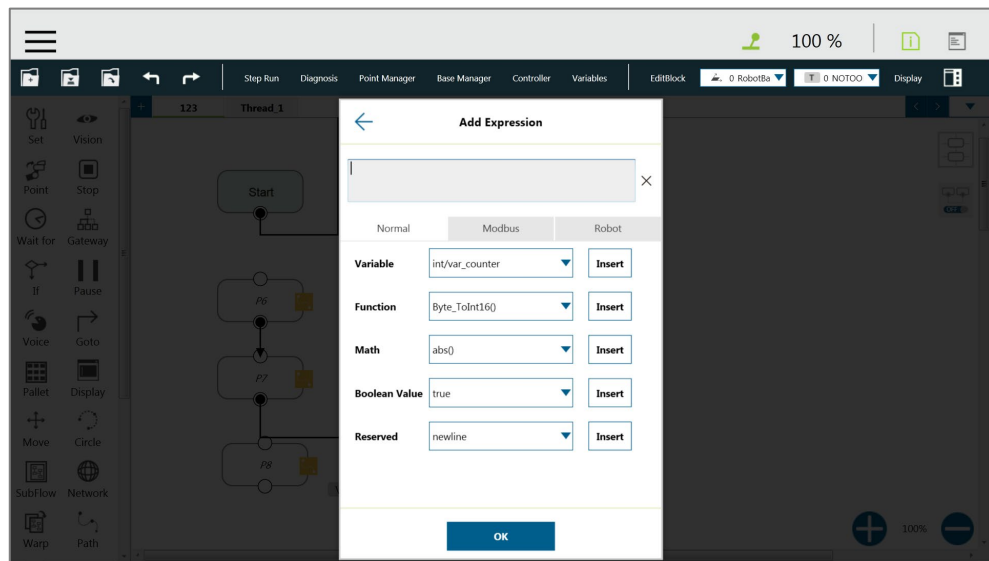 100 %
Step Run Diagnosis Point Manager Base Manager Controller Variables EditBlock 0 RobotBa T 0 NOTOO Display
123 Thread_1
Set Vision
Point Stop
Wait for Gateway
If Pause
Voice Goto
Pallet Display
Move Circle
SubFlow Network
Warp Path
Start
P6
P7
P8
Add Expression
Normal Modbus Robot
Variable int/var_counter Insert
Function Byte_ToInt16() Insert
Math abs() Insert
Boolean Value true Insert
Reserved newline Insert
OK
OFF
100%